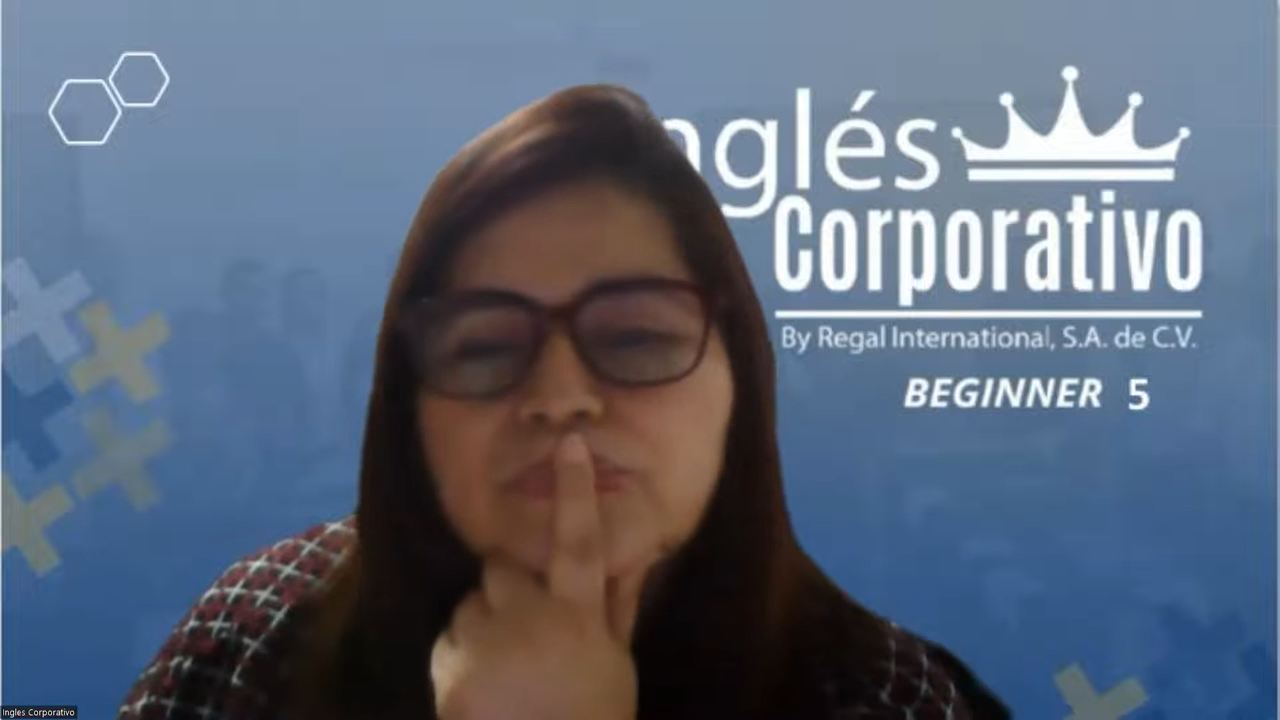 nglés
Corporativo
By Regal International, S.A. de C.V.
BEGINNER 5
Ingles Corporativo